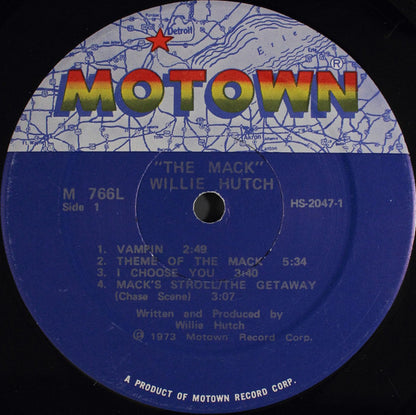 Detroit
Erie
MOTOWN®
"THE MACK"
WILLIE HUTCH
M 766L
Side 1
HS-2047-1
1. VAMPIN 2:49
2. THEME OF THE MACK 5:34
3. I CHOOSE YOU 3:40
4. MACK'S STROLL/THE GETAWAY
(Chase Scene) 3:07
Written and Produced by
Willie Hutch
℗ 1973 Motown Record Corp.
A PRODUCT OF MOTOWN RECORD CORP.